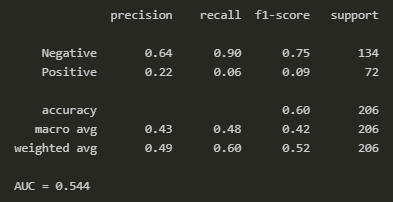 precision recall f1-score support
Negative 0.64 0.90 0.75 134
Positive 0.22 0.06 0.09 72
accuracy 0.60 206
macro avg 0.43 0.48 0.42 206
weighted avg 0.49 0.60 0.52 206
AUC = 0.544